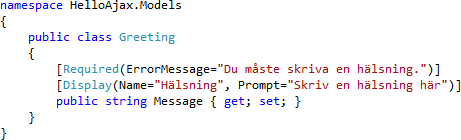 namespace HelloAjax.Models
{
    public class Greeting
    {
        [Required(ErrorMessage="Du måste skriva en hälsning.")]
        [Display(Name="Hälsning", Prompt="Skriv en hälsning här")]
        public string Message { get; set; }
    }
}